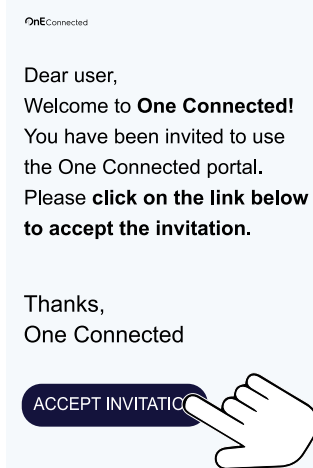 OnEConnected
Dear user,
Welcome to One Connected!
You have been invited to use
the One Connected portal.
Please click on the link below
to accept the invitation.
Thanks,
One Connected
ACCEPT INVITATIO